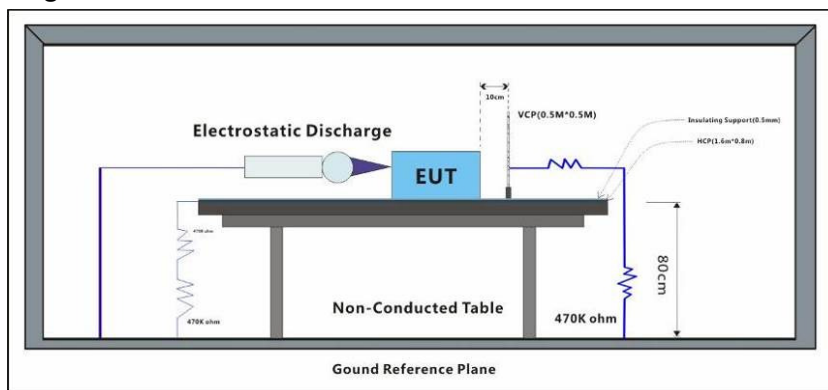 10cm
VCP(0.5M*0.5M)
Insulating Support(0.5mm)
Electrostatic Discharge
HCP(1.6m*0.8m)
EUT
470K ohm
80cm
Non-Conducted Table
470K ohm
470K ohm
Gound Reference Plane